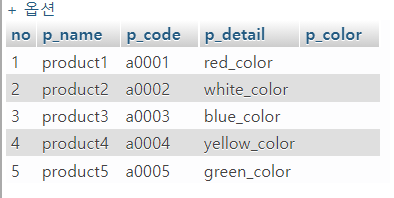 + 옵션
no p_name p_code p_detail p_color
1 product1 a0001 red_color
2 product2 a0002 white_color
3 product3 a0003 blue_color
4 product4 a0004 yellow_color
5 product5 a0005 green_color